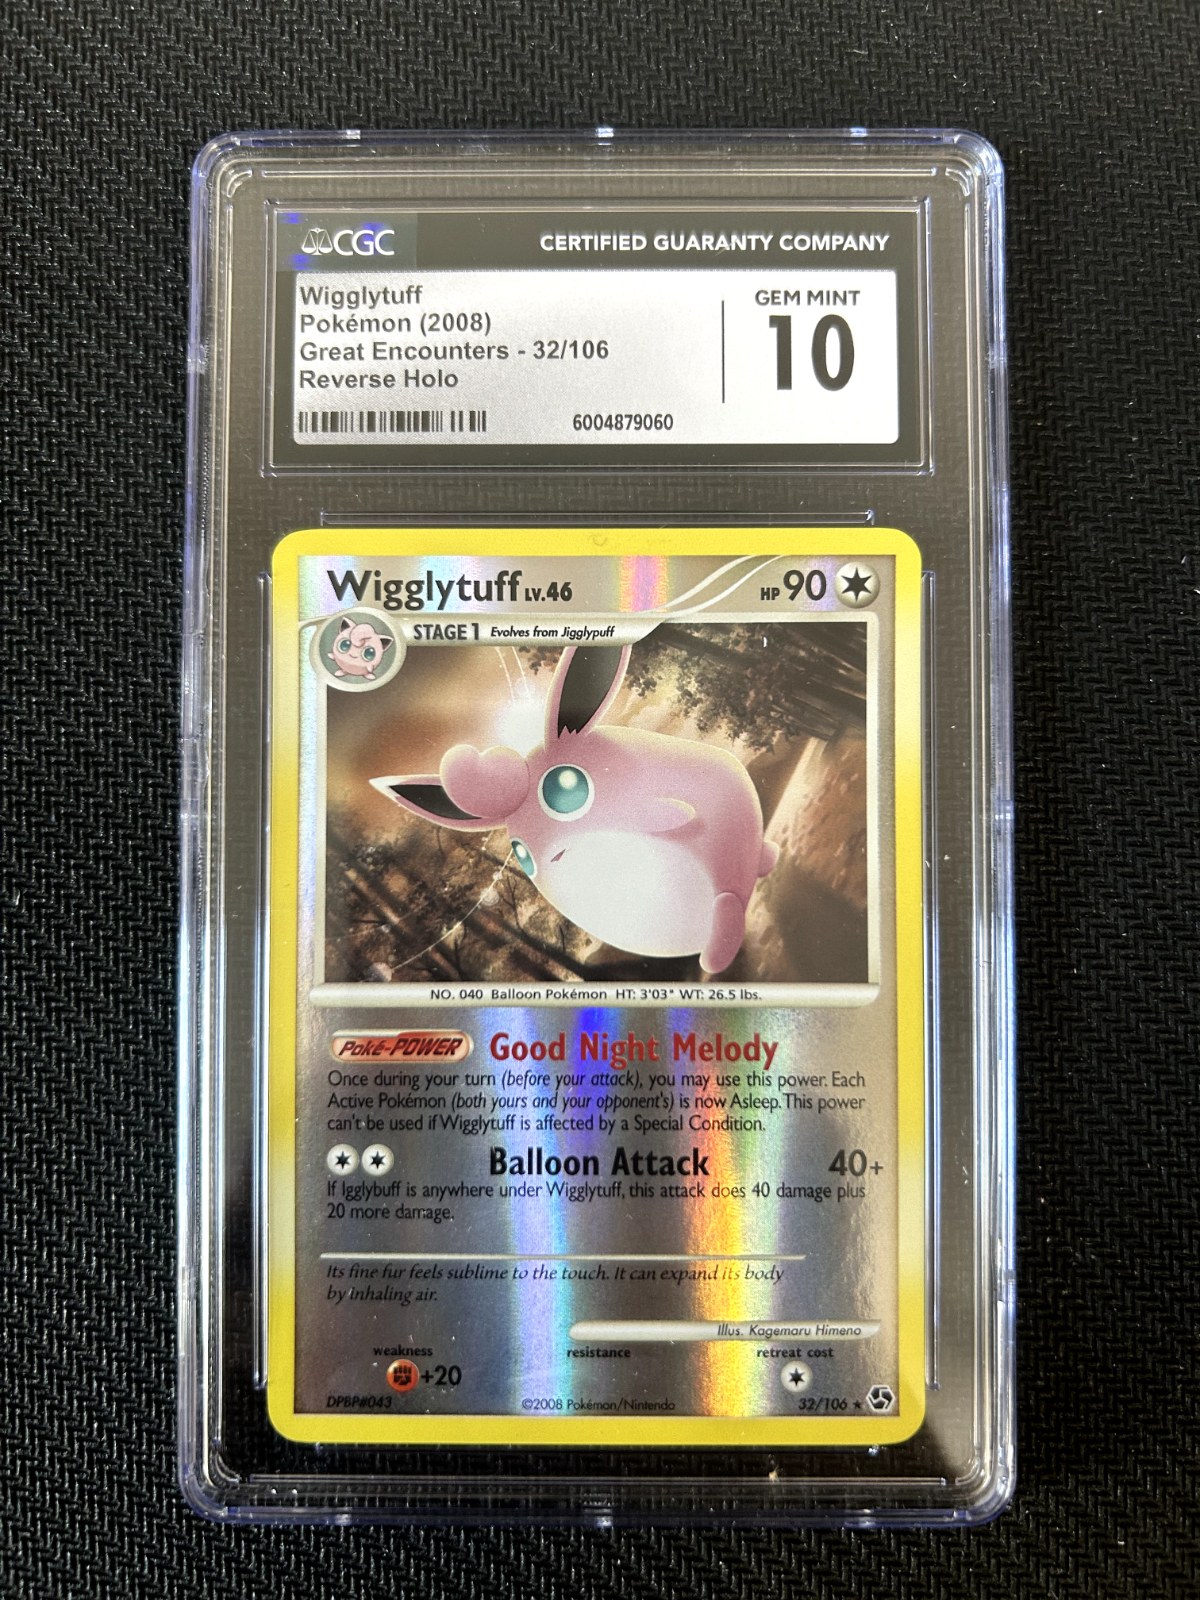 CGC
CERTIFIED GUARANTY COMPANY
Wigglytuff
Pokémon (2008)
Great Encounters - 32/106
Reverse Holo
6004879060
GEM MINT
10
Wigglytuff LV.46
HP 90
STAGE 1 Evolves from Jigglypuff
NO. 040 Balloon Pokémon HT: 3'03" WT: 26.5 lbs.
Poké-POWER Good Night Melody
Once during your turn (before your attack), you may use this power. Each
Active Pokémon (both yours and your opponent's) is now Asleep. This power
can't be used if Wigglytuff is affected by a Special Condition.
Balloon Attack 40+
If Igglybuff is anywhere under Wigglytuff, this attack does 40 damage plus
20 more damage.
Its fine fur feels sublime to the touch. It can expand its body
by inhaling air.
Illus. Kagemaru Himeno
weakness resistance retreat cost
+20
DPBP#043 ©2008 Pokémon/Nintendo 32/106 ★